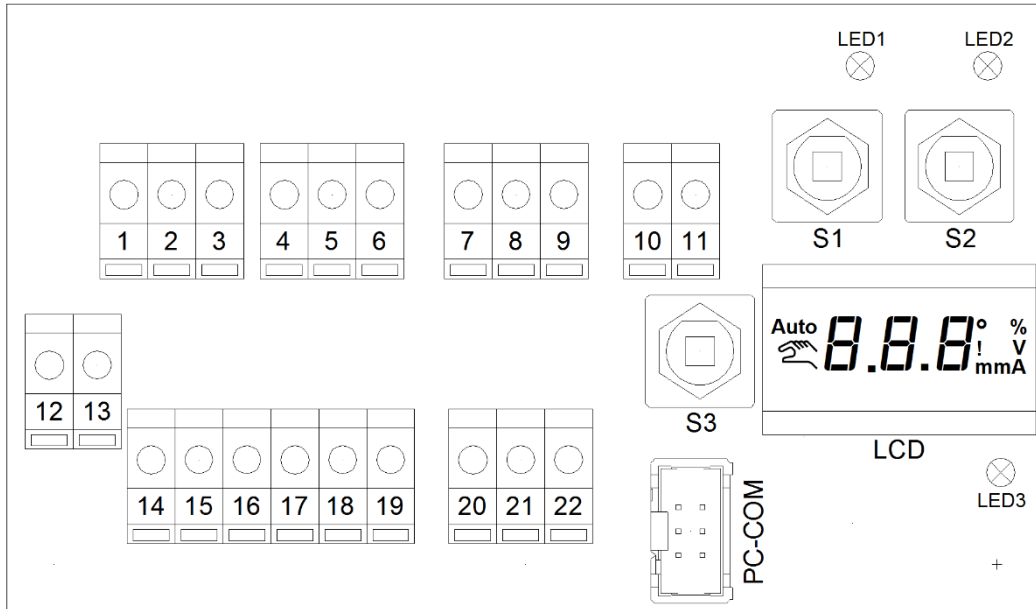 LED1 LED2
1 2 3 4 5 6 7 8 9 10 11
S1 S2
Auto 8.8.8 ° %
! V
mmA
12 13
S3
LCD
14 15 16 17 18 19 20 21 22
LED3
PC-COM